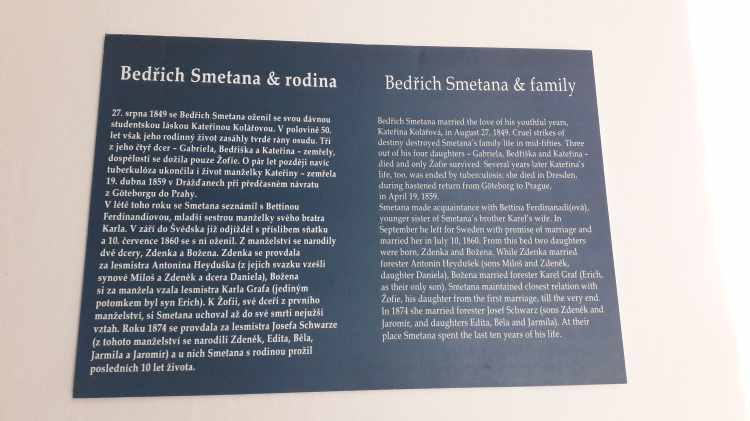 Bedřich Smetana & rodina
27. srpna 1849 se Bedřich Smetana oženil se svou dávnou
studentskou láskou Kateřinou Kolářovou. V polovině 50.
let však jeho rodinný život zasáhly tvrdé rány osudu. Tři
z jeho čtyř dcer – Gabriela, Bedřiška a Kateřina – zemřely,
dospělosti se dožila pouze Žofie. O pár let později navíc
tuberkulóza ukončila i život manželky Kateřiny – zemřela
19. dubna 1859 v Drážďanech při předčasném návratu
z Göteborgu do Prahy.
V létě toho roku se Smetana seznámil s Bettinou
Ferdinandiovou, mladší sestrou manželky svého bratra
Karla. V září do Švédska již odjížděl s příslibem sňatku
a 10. července 1860 se s ní oženil. Z manželství se narodily
dvě dcery, Zdenka a Božena. Zdenka se provdala
za lesmistra Antonína Heyduška (z jejich svazku vzešli
synové Miloš a Zdeněk a dcera Daniela), Božena
si za manžela vzala lesmistra Karla Grafa (jediným
potomkem byl syn Erich). K Žofii, své dceři z prvního
manželství, si Smetana uchoval až do své smrti nejužší
vztah. Roku 1874 se provdala za lesmistra Josefa Schwarze
(z tohoto manželství se narodili Zdeněk, Edita, Běla,
Jarmila a Jaromír) a u nich Smetana s rodinou prožil
posledních 10 let života.
Bedřich Smetana & family
Bedřich Smetana married the love of his youthful years,
Kateřina Kolářová, in August 27, 1849. Cruel strikes of
destiny destroyed Smetana's family life in mid-fifties. Three
out of his four daughters – Gabriela, Bedřiška and Kateřina –
died and only Žofie survived. Several years later Kateřina's
life, too, was ended by tuberculosis: she died in Dresden,
during hastened return from Göteborg to Prague,
in April 19, 1859.
Smetana made acquaintance with Bettina Ferdinandi(ová),
younger sister of Smetana's brother Karel's wife. In
September he left for Sweden with promise of marriage and
married her in July 10, 1860. From this bed two daughters
were born, Zdenka and Božena. While Zdenka married
forester Antonín Heydušek (sons Miloš and Zdeněk,
daughter Daniela), Božena married forester Karel Graf (Erich,
as their only son). Smetana maintained closest relation with
Žofie, his daughter from the first marriage, till the very end.
In 1874 she married forester Josef Schwarz (sons Zdeněk and
Jaromír, and daughters Edita, Běla and Jarmila). At their
place Smetana spent the last ten years of his life.